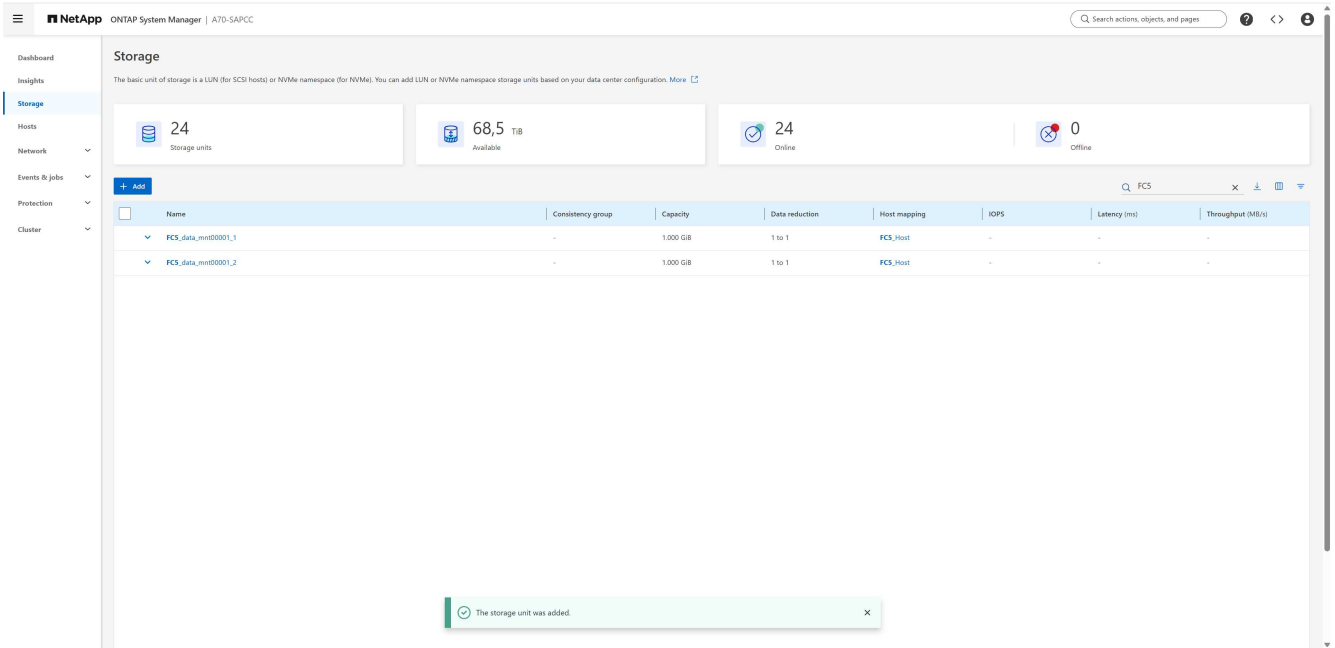 NetApp ONTAP System Manager | A70-SAPCC
Search actions, objects, and pages
Dashboard
Insights
Storage
Hosts
Network
Events & jobs
Protection
Cluster
Storage
The basic unit of storage is a LUN (for SCSI hosts) or NVMe namespace (for NVMe). You can add LUN or NVMe namespace storage units based on your data center configuration. More
24
Storage units
68,5 TiB
Available
24
Online
0
Offline
+ Add
FC5
Name Consistency group Capacity Data reduction Host mapping IOPS Latency (ms) Throughput (MB/s)
FC5_data_mnt00001_1 - 1.000 GiB 1 to 1 FC5_Host - - -
FC5_data_mnt00001_2 - 1.000 GiB 1 to 1 FC5_Host - - -
The storage unit was added.